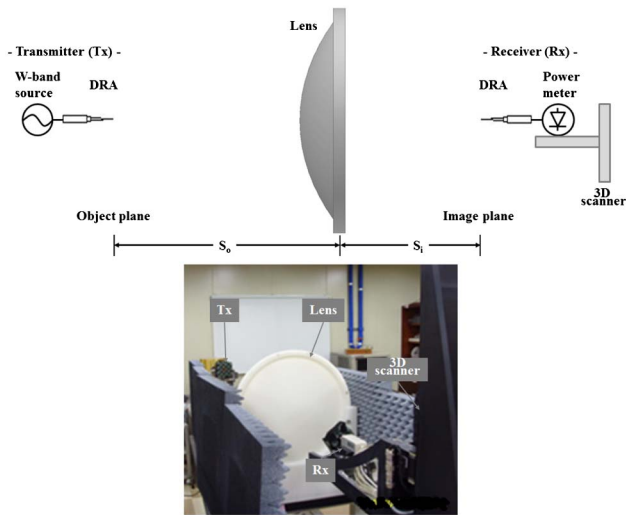 Lens
- Transmitter (Tx) -
- Receiver (Rx) -
W-band
source
DRA
DRA
Power
meter
3D
scanner
Object plane
Image plane
So
Si
Tx
Lens
3D
scanner
Rx